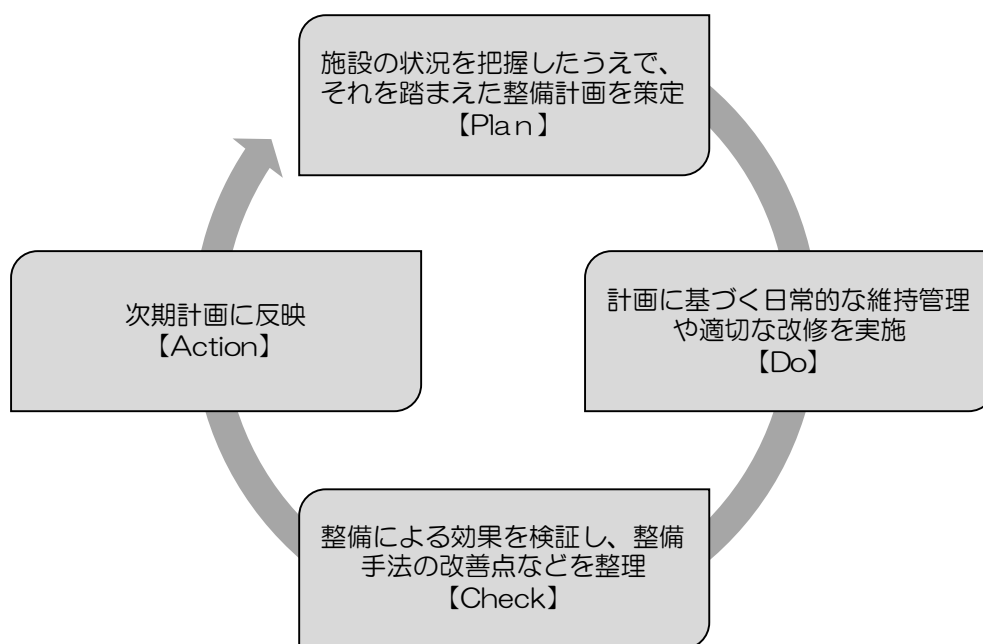 施設の状況を把握したうえで、
それを踏まえた整備計画を策定
【Plan】
計画に基づく日常的な維持管理
や適切な改修を実施
【Do】
整備による効果を検証し、整備
手法の改善点などを整理
【Check】
次期計画に反映
【Action】